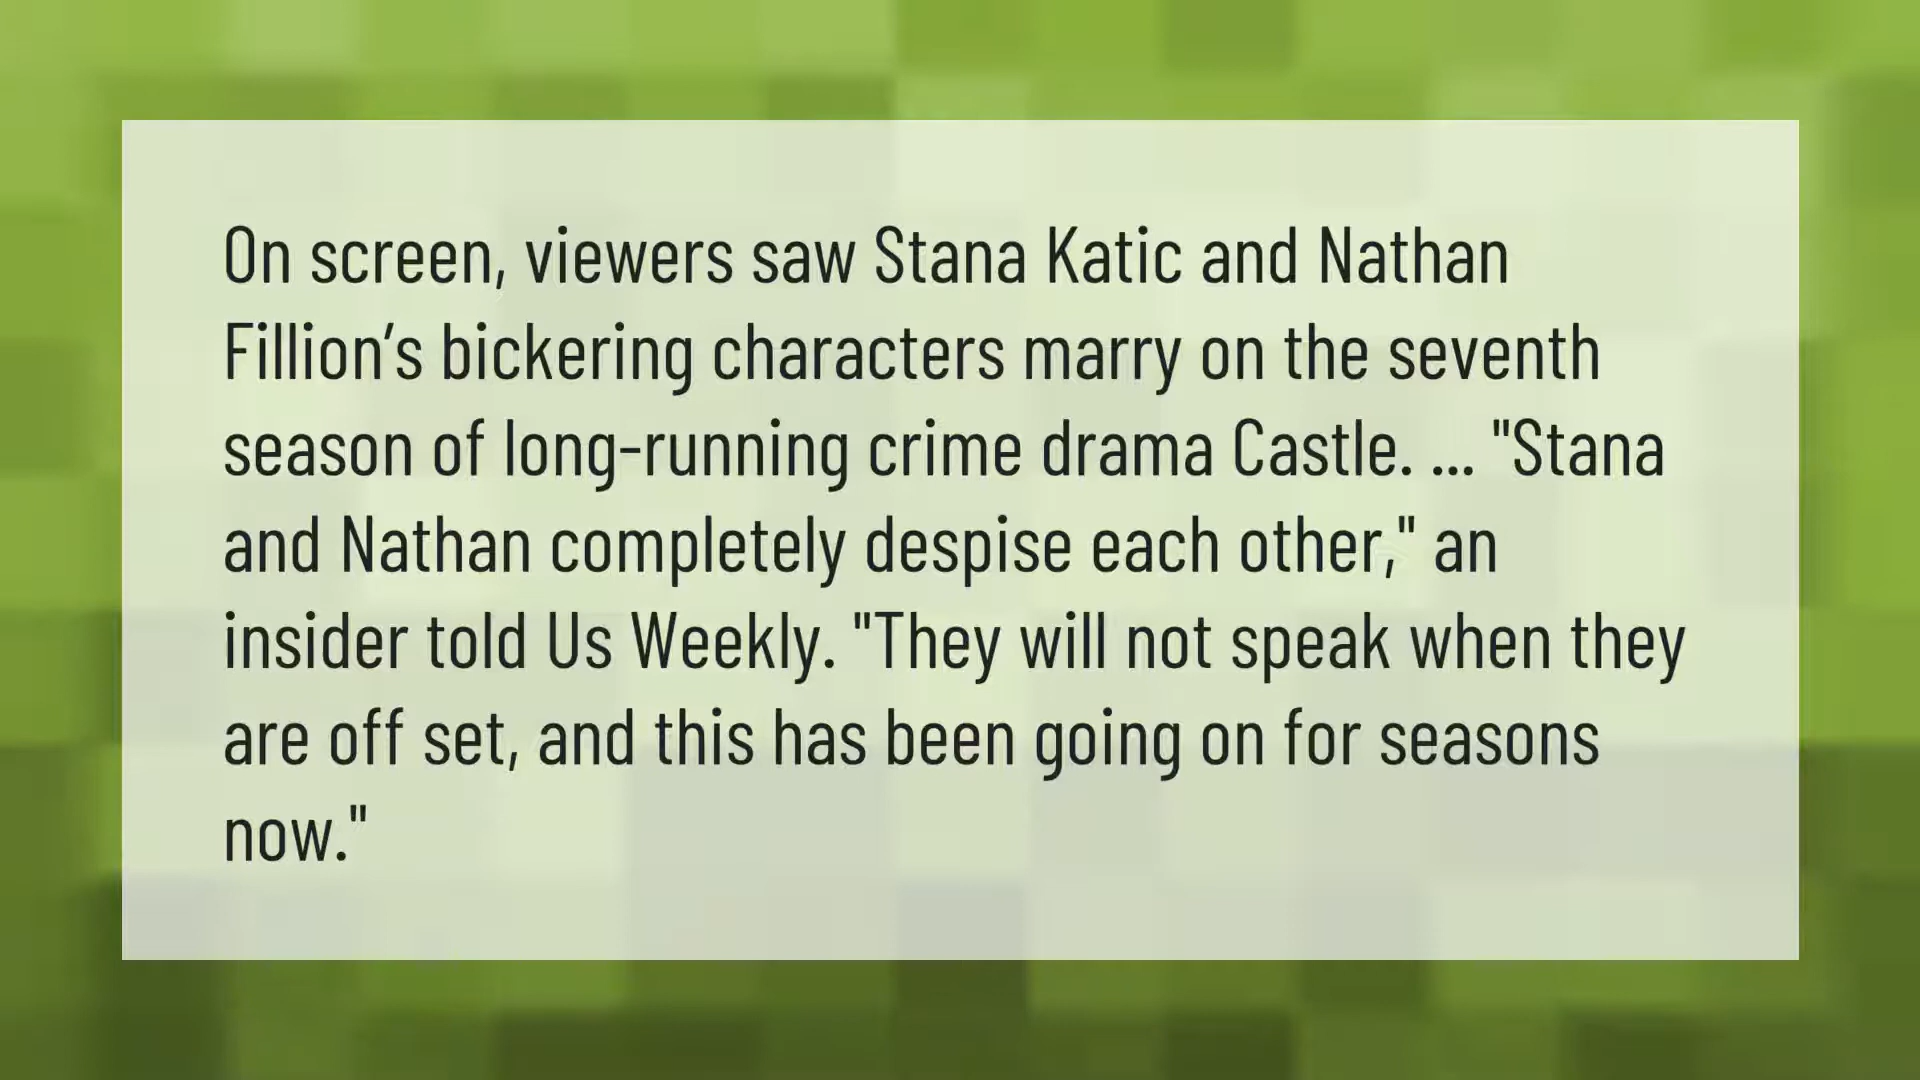 On screen, viewers saw Stana Katic and Nathan
Fillion’s bickering characters marry on the seventh
season of long-running crime drama Castle. ... "Stana
and Nathan completely despise each other," an
insider told Us Weekly. "They will not speak when they
are off set, and this has been going on for seasons
now."